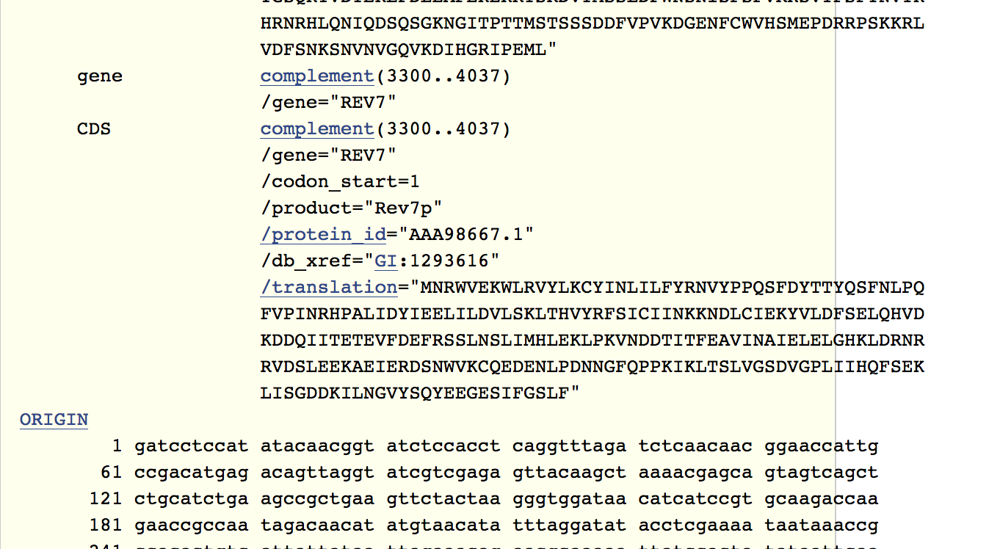 HRNRHLQNIQDSQSGKNGITPTTMSTSSSDDFVPVKDGENFCWVHSMEPDRRPSKKRL
VDFSNKSNVNVGQVKDIHGRIPEML"
gene complement(3300..4037)
/gene="REV7"
CDS complement(3300..4037)
/gene="REV7"
/codon_start=1
/product="Rev7p"
/protein_id="AAA98667.1"
/db_xref="GI:1293616"
/translation="MNRWVEKWLRVYLKCYINLILFYRNVYPPQSFDYTTYQSFNLPQ
FVPINRHPALIDYIEELILDVLSKLTHVYRFSICIINKKNDLCIEKYVLDFSELQHVD
KDDQIITETEVFDEFRSSLNSLIMHLEKLPKVNDDTITFEAVINAIELELGHKLDRNR
RVDSLEEKAEIERDSNWVKCQEDENLPDNNGFQPPKIKLTSLVGSDVGPLIIHQFSEK
LISGDDKILNGVYSQYEEGESIFGSLF"
ORIGIN
1 gatcctccat atacaacggt atctccacct caggtttaga tctcaacaac ggaaccattg
61 ccgacatgag acagttaggt atcgtcgaga gttacaagct aaaacgagca gtagtcagct
121 ctgcatctga agccgctgaa gttctactaa gggtggataa catcatccgt gcaagaccaa
181 gaaccgccaa tagacaacat atgtaacata tttaggatat acctcgaaaa taataaaccg